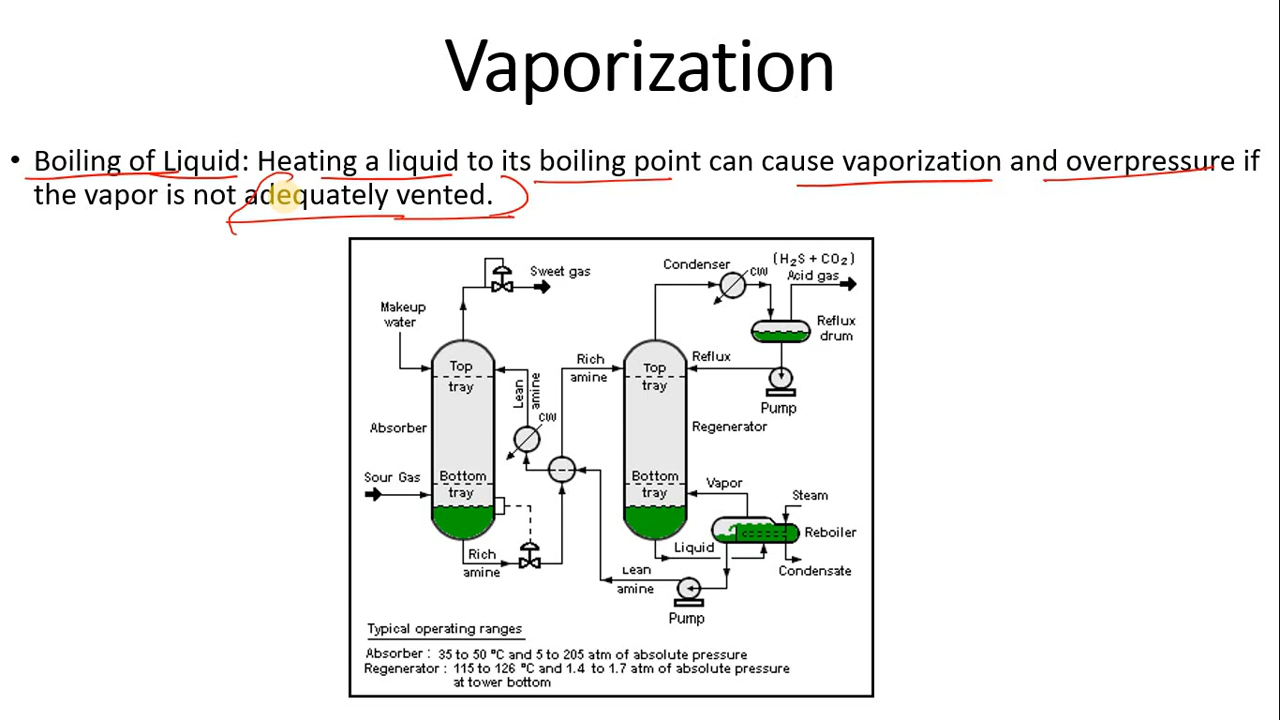 Vaporization
• Boiling of Liquid: Heating a liquid to its boiling point can cause vaporization and overpressure if
the vapor is not adequately vented.
Sweet gas
Makeup
water
Top
tray
Absorber
Sour Gas
Bottom
tray
Rich
amine
Lean
amine
CW
Rich
amine
Condenser
CW
(H₂S + CO₂)
Acid gas
Reflux
drum
Reflux
Pump
Top
tray
Regenerator
Bottom
tray
Vapor
Steam
Reboiler
Liquid
Condensate
Lean
amine
Pump
Typical operating ranges
Absorber : 35 to 50 °C and 5 to 205 atm of absolute pressure
Regenerator : 115 to 126 °C and 1.4 to 1.7 atm of absolute pressure
at tower bottom